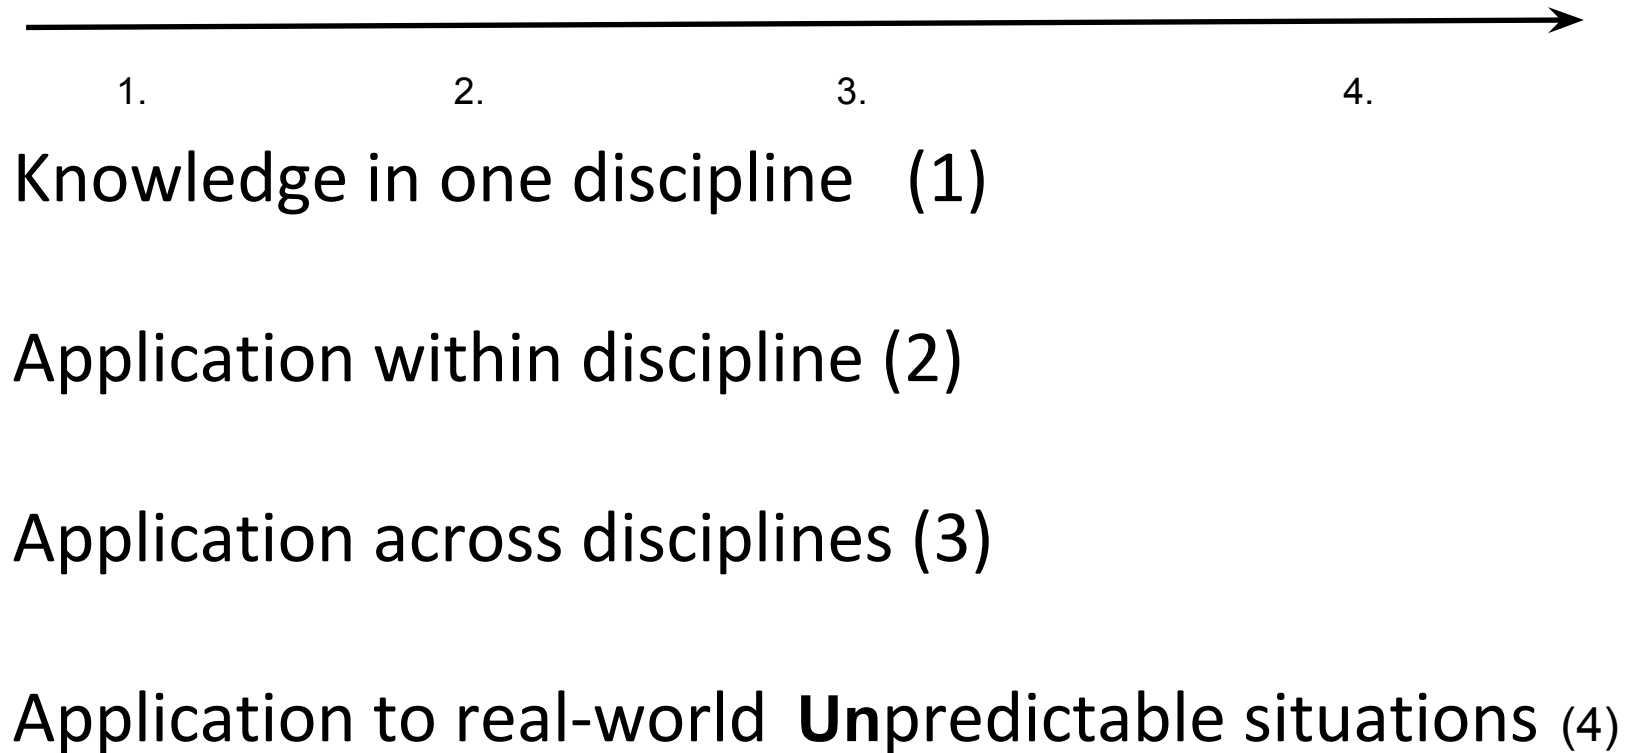 1. 2. 3. 4.
Knowledge in one discipline (1)
Application within discipline (2)
Application across disciplines (3)
Application to real-world Unpredictable situations (4)